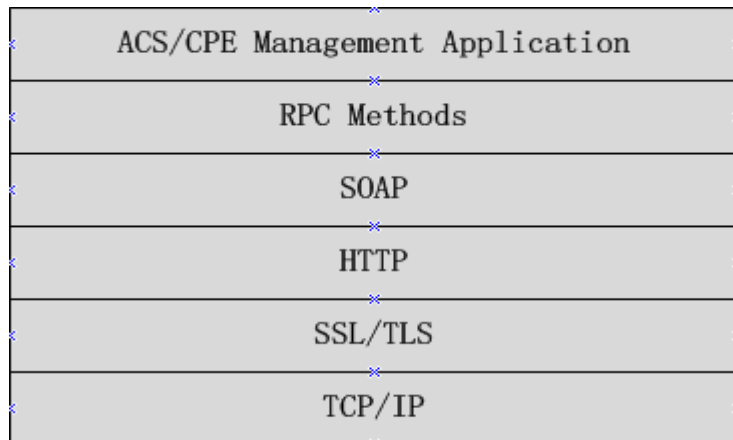 ACS/CPE Management Application
RPC Methods
SOAP
HTTP
SSL/TLS
TCP/IP